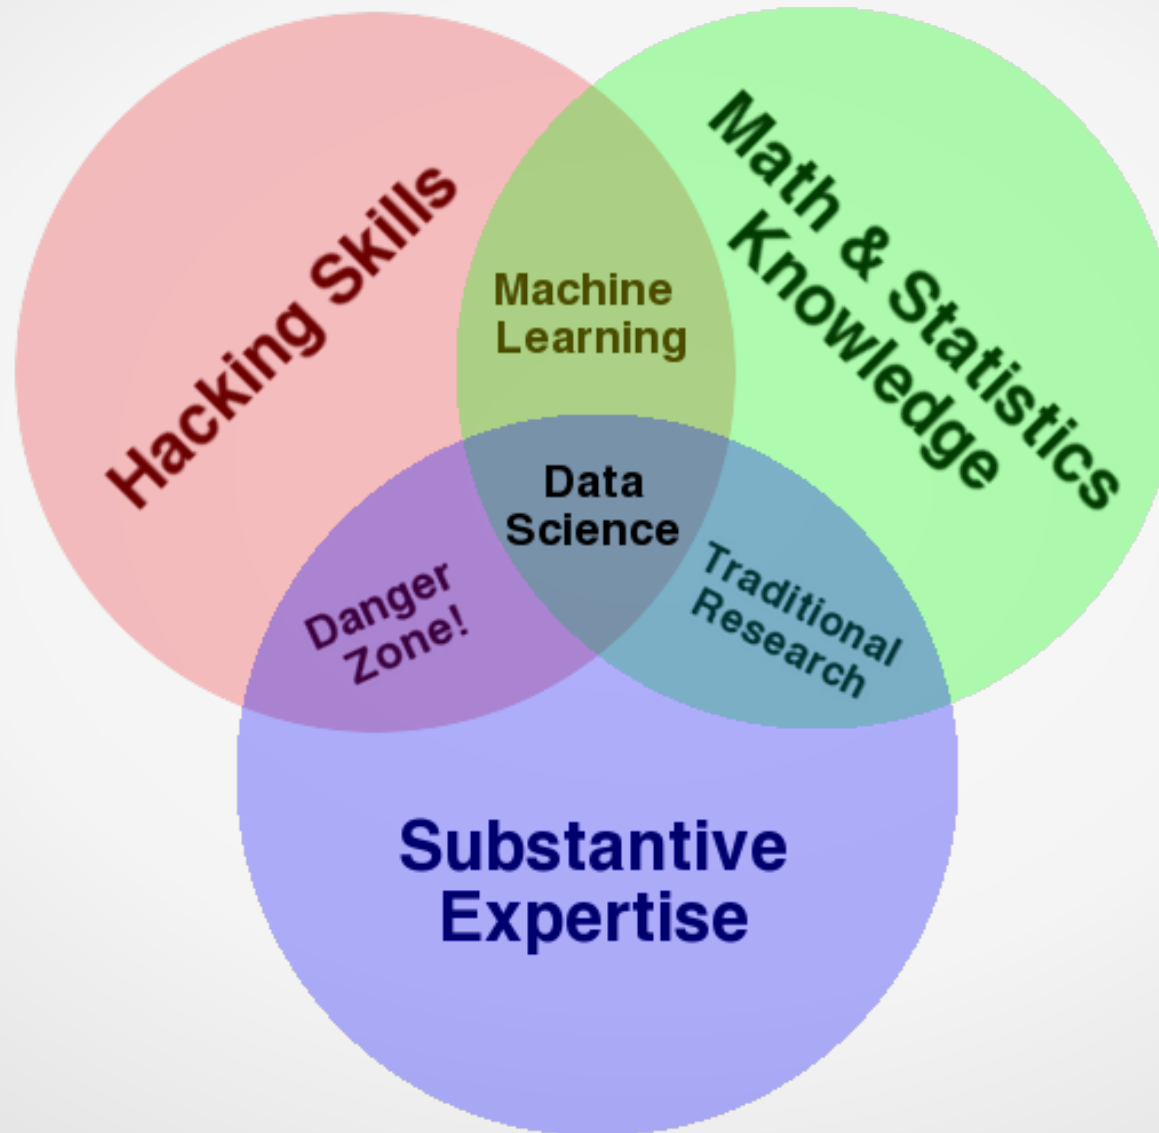 Hacking Skills
Math & Statistics
Knowledge
Machine
Learning
Data
Science
Danger
Zone!
Traditional
Research
Substantive
Expertise